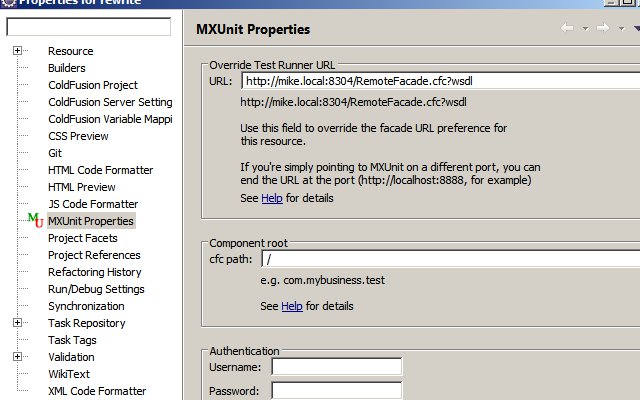 Properties for rewrite
Resource
Builders
ColdFusion Project
ColdFusion Server Setting
ColdFusion Variable Mappi
CSS Preview
Git
HTML Code Formatter
HTML Preview
JS Code Formatter
MU
MXUnit Properties
Project Facets
Project References
Refactoring History
Run/Debug Settings
Synchronization
Task Repository
Task Tags
Validation
WikiText
XML Code Formatter
MXUnit Properties
Override Test Runner URL
URL: http://mike.local:8304/RemoteFacade.cfc?wsdl
http://mike.local:8304/RemoteFacade.cfc?wsdl
Use this field to override the facade URL preference for
this resource.
If you're simply pointing to MXUnit on a different port, you can
end the URL at the port (http://localhost:8888, for example)
See Help for details
Component root
cfc path: /
e.g. com.mybusiness.test
See Help for details
Authentication
Username:
Password: